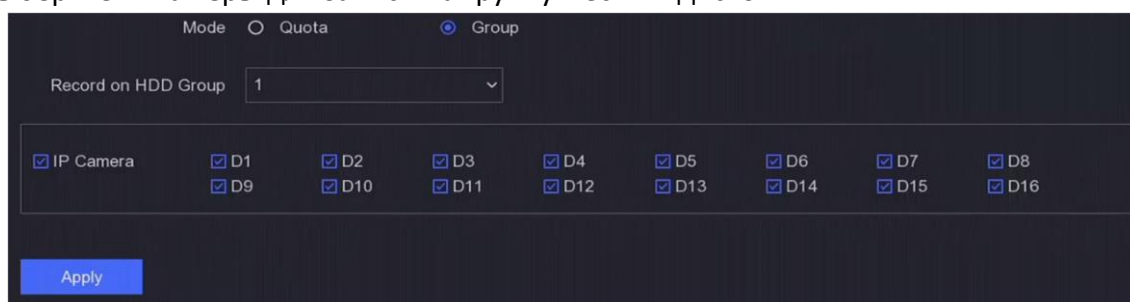 Mode Quota Group
Record on HDD Group 1
IP Camera D1 D2 D3 D4 D5 D6 D7 D8
D9 D10 D11 D12 D13 D14 D15 D16
Apply